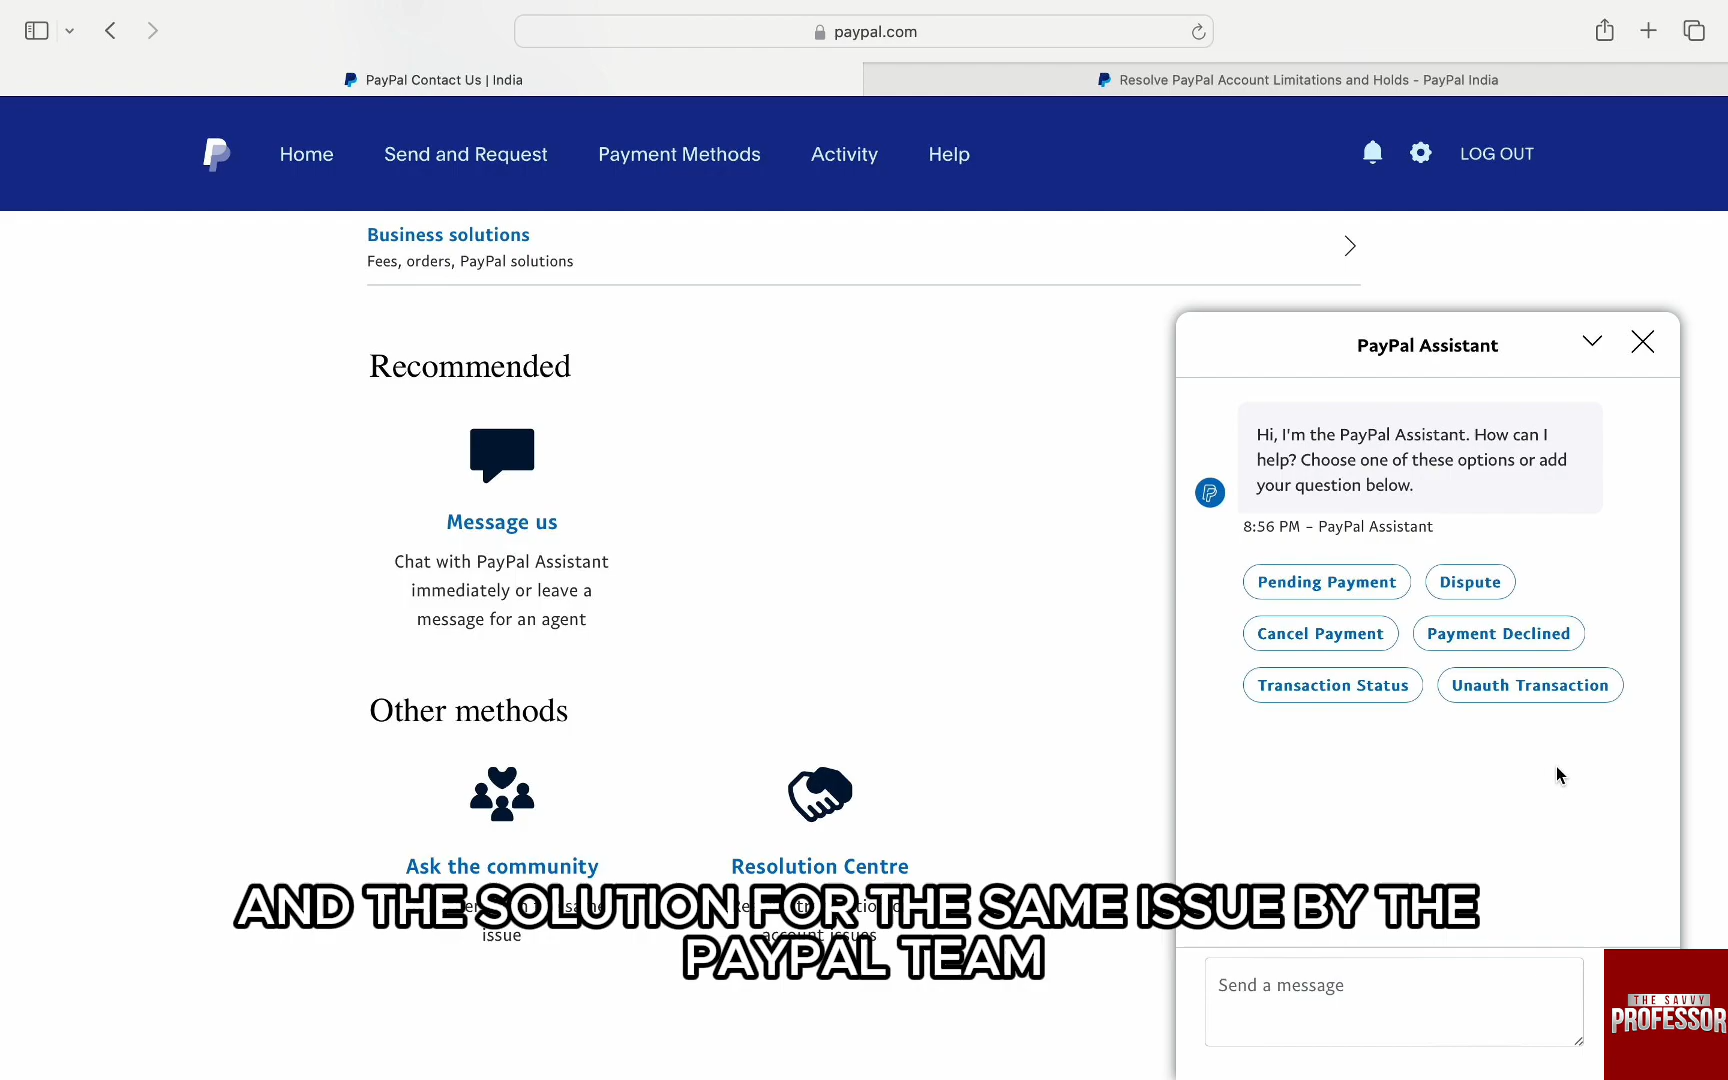 paypal.com
PayPal Contact Us | India
Resolve PayPal Account Limitations and Holds - PayPal India
Home
Send and Request
Payment Methods
Activity
Help
LOG OUT
Business solutions
Fees, orders, PayPal solutions
Recommended
Message us
Chat with PayPal Assistant
immediately or leave a
message for an agent
Other methods
Ask the community
issue
Resolution Centre
account issues
PayPal Assistant
Hi, I'm the PayPal Assistant. How can I
help? Choose one of these options or add
your question below.
8:56 PM - PayPal Assistant
Pending Payment
Dispute
Cancel Payment
Payment Declined
Transaction Status
Unauth Transaction
Send a message
AND THE SOLUTION FOR THE SAME ISSUE BY THE
PAYPAL TEAM
THE SAVVY
PROFESSOR